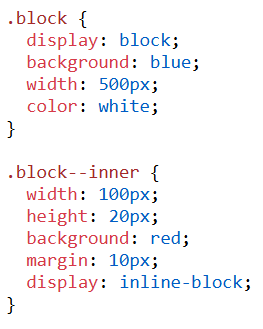 .block {
  display: block;
  background: blue;
  width: 500px;
  color: white;
}

.block--inner {
  width: 100px;
  height: 20px;
  background: red;
  margin: 10px;
  display: inline-block;
}